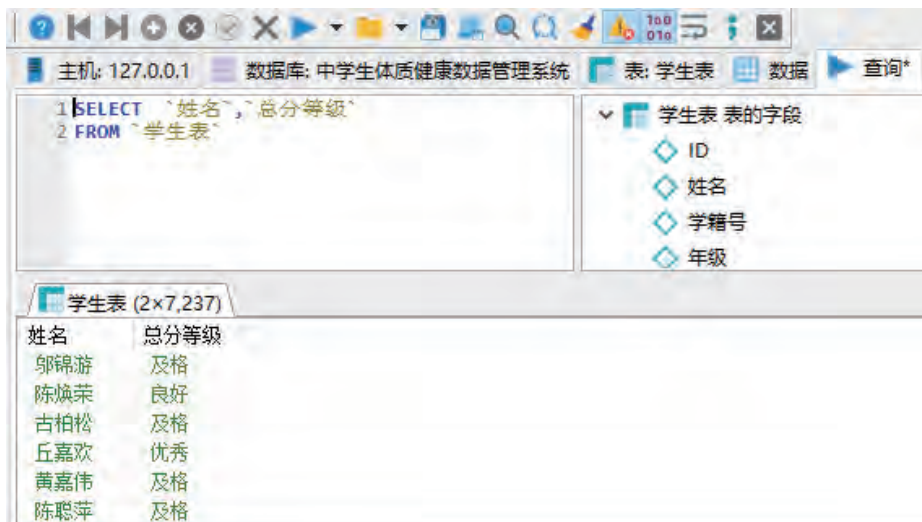 主机: 127.0.0.1 数据库: 中学生体质健康数据管理系统 表: 学生表 数据 查询*
1 SELECT `姓名`,`总分等级`
2 FROM `学生表`
学生表 表的字段
ID
姓名
学籍号
年级
学生表 (2×7,237)
姓名 总分等级
邬锦游 及格
陈焕荣 良好
古柏松 及格
丘嘉欢 优秀
黄嘉伟 及格
陈聪萍 及格